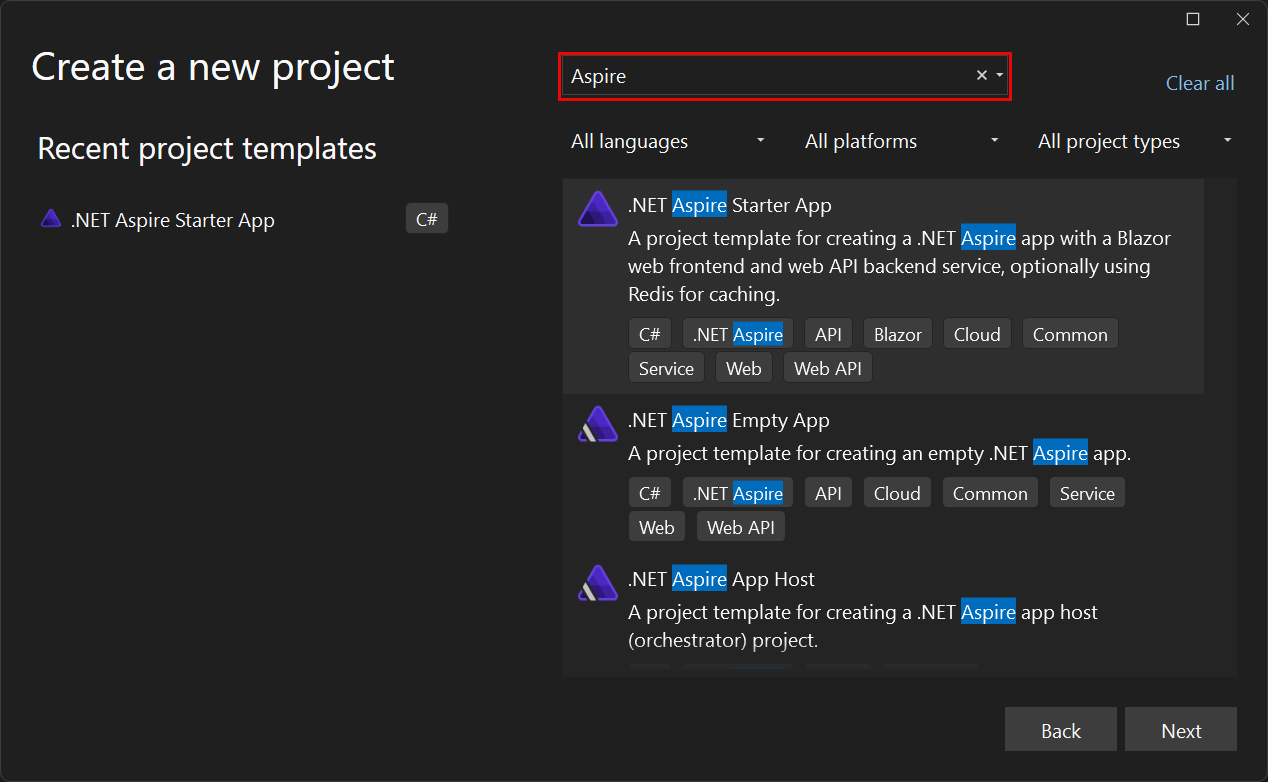 Create a new project
Aspire
Clear all
Recent project templates
.NET Aspire Starter App
C#
All languages
All platforms
All project types
.NET Aspire Starter App
A project template for creating a .NET Aspire app with a Blazor
web frontend and web API backend service, optionally using
Redis for caching.
C# .NET Aspire API Blazor Cloud Common
Service Web Web API
.NET Aspire Empty App
A project template for creating an empty .NET Aspire app.
C# .NET Aspire API Cloud Common Service
Web Web API
.NET Aspire App Host
A project template for creating a .NET Aspire app host
(orchestrator) project.
Back
Next